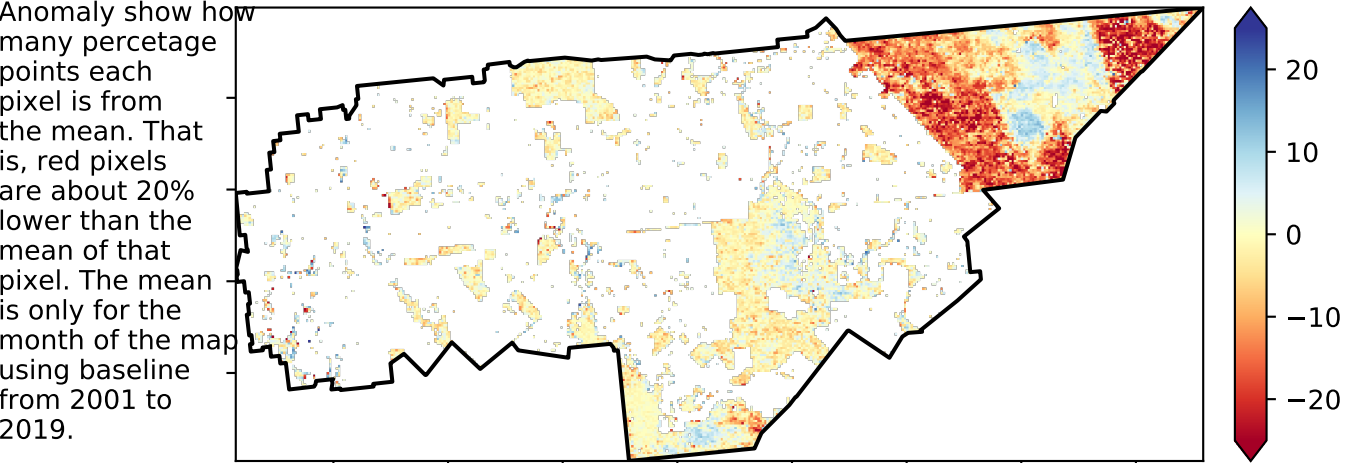 Anomaly show how
many percetage
points each
pixel is from
the mean. That
is, red pixels
are about 20%
lower than the
mean of that
pixel. The mean
is only for the
month of the map
using baseline
from 2001 to
2019.
20
10
0
−10
−20